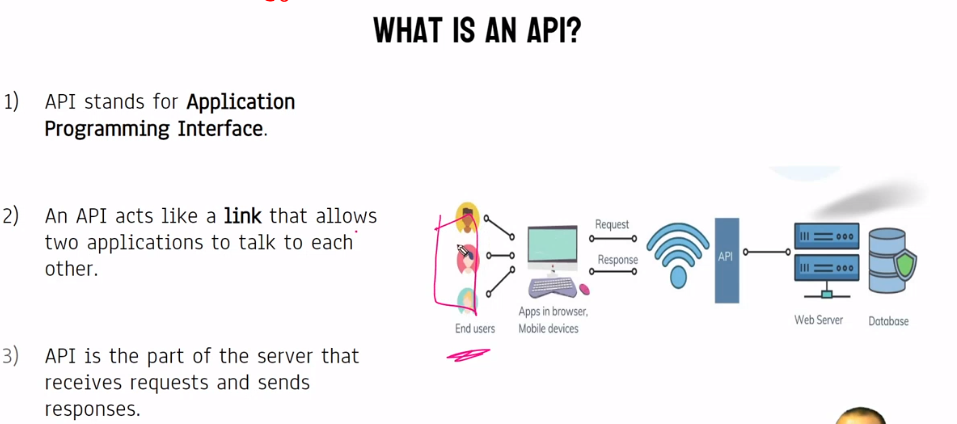 WHAT IS AN API?
1) API stands for Application
Programming Interface.
2) An API acts like a link that allows
two applications to talk to each
other.
3) API is the part of the server that
receives requests and sends
responses.
Request
Response
API
End users
Apps in browser,
Mobile devices
Web Server
Database